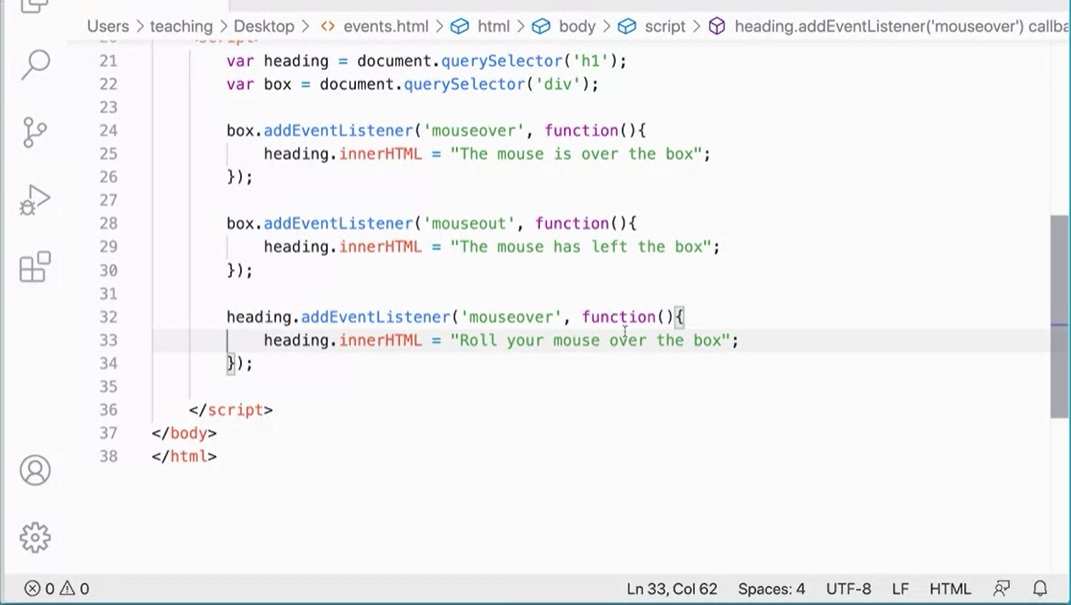 Users > teaching > Desktop > <> events.html > html > body > script > heading.addEventListener('mouseover') callba
21 var heading = document.querySelector('h1');
22 var box = document.querySelector('div');
23
24 box.addEventListener('mouseover', function(){
25 heading.innerHTML = "The mouse is over the box";
26 });
27
28 box.addEventListener('mouseout', function(){
29 heading.innerHTML = "The mouse has left the box";
30 });
31
32 heading.addEventListener('mouseover', function(){
33 heading.innerHTML = "Roll your mouse over the box";
34 });
35
36 </script>
37 </body>
38 </html>
0 0 Ln 33, Col 62 Spaces: 4 UTF-8 LF HTML